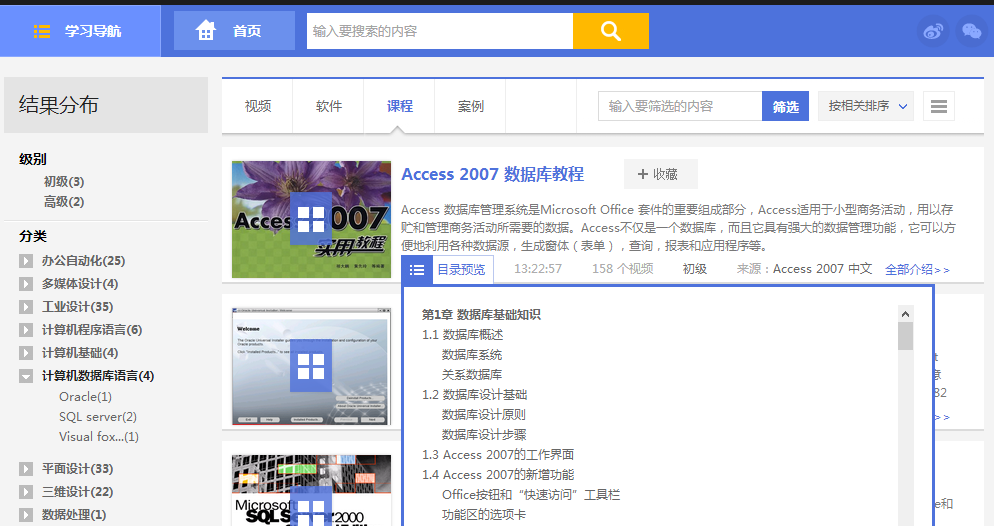 学习导航
首页
输入要搜索的内容
结果分布
级别
初级(3)
高级(2)
分类
办公自动化(25)
多媒体设计(4)
工业设计(35)
计算机程序语言(6)
计算机基础(4)
计算机数据库语言(4)
Oracle(1)
SQL server(2)
Visual fox...(1)
平面设计(33)
三维设计(22)
数据处理(1)
视频
软件
课程
案例
输入要筛选的内容
筛选
按相关排序
Access 2007
实用教程
Access 2007 数据库教程
+ 收藏
Access 数据库管理系统是Microsoft Office 套件的重要组成部分，Access适用于小型商务活动，用以存
贮和管理商务活动所需要的数据。Access不仅是一个数据库，而且它具有强大的数据管理功能，它可以方
便地利用各种数据源，生成窗体（表单），查询，报表和应用程序等。
目录预览
13:22:57
158 个视频
初级
来源：Access 2007 中文
全部介绍>>
第1章 数据库基础知识
1.1 数据库概述
数据库系统
关系数据库
1.2 数据库设计基础
数据库设计原则
数据库设计步骤
1.3 Access 2007的工作界面
1.4 Access 2007的新增功能
Office按钮和“快速访问”工具栏
功能区的选项卡
Welcome
意
32
>>
Microsoft
SQL Server 2000
e和